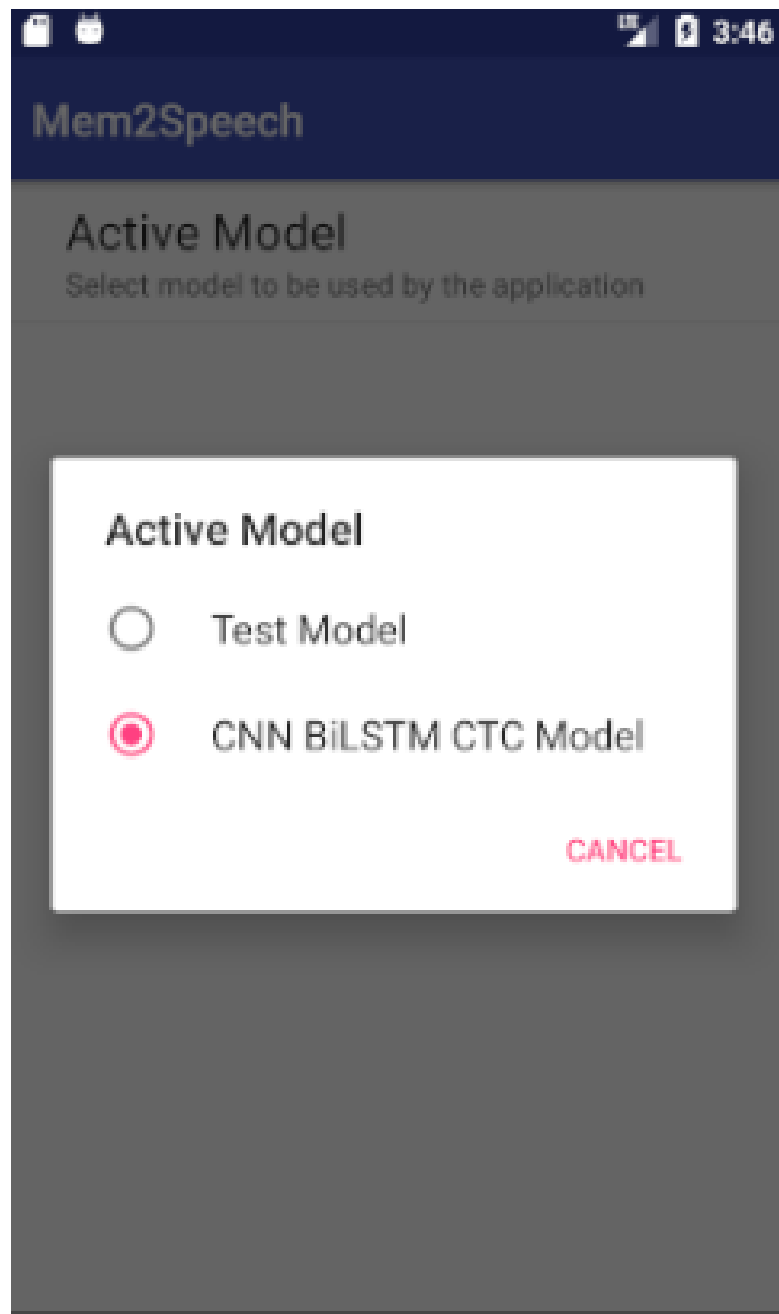 LTE 3:46
Mem2Speech
Active Model
Select model to be used by the application
Active Model
Test Model
CNN BiLSTM CTC Model
CANCEL